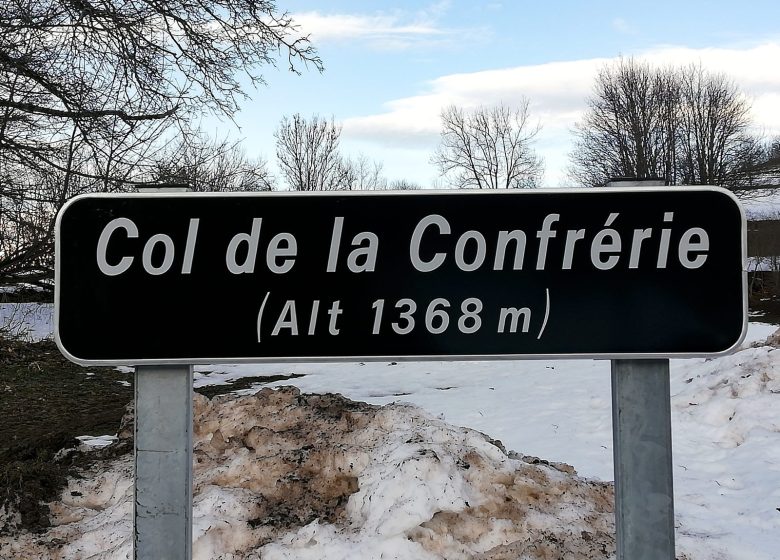 Col de la Confrérie
(Alt 1368 m)